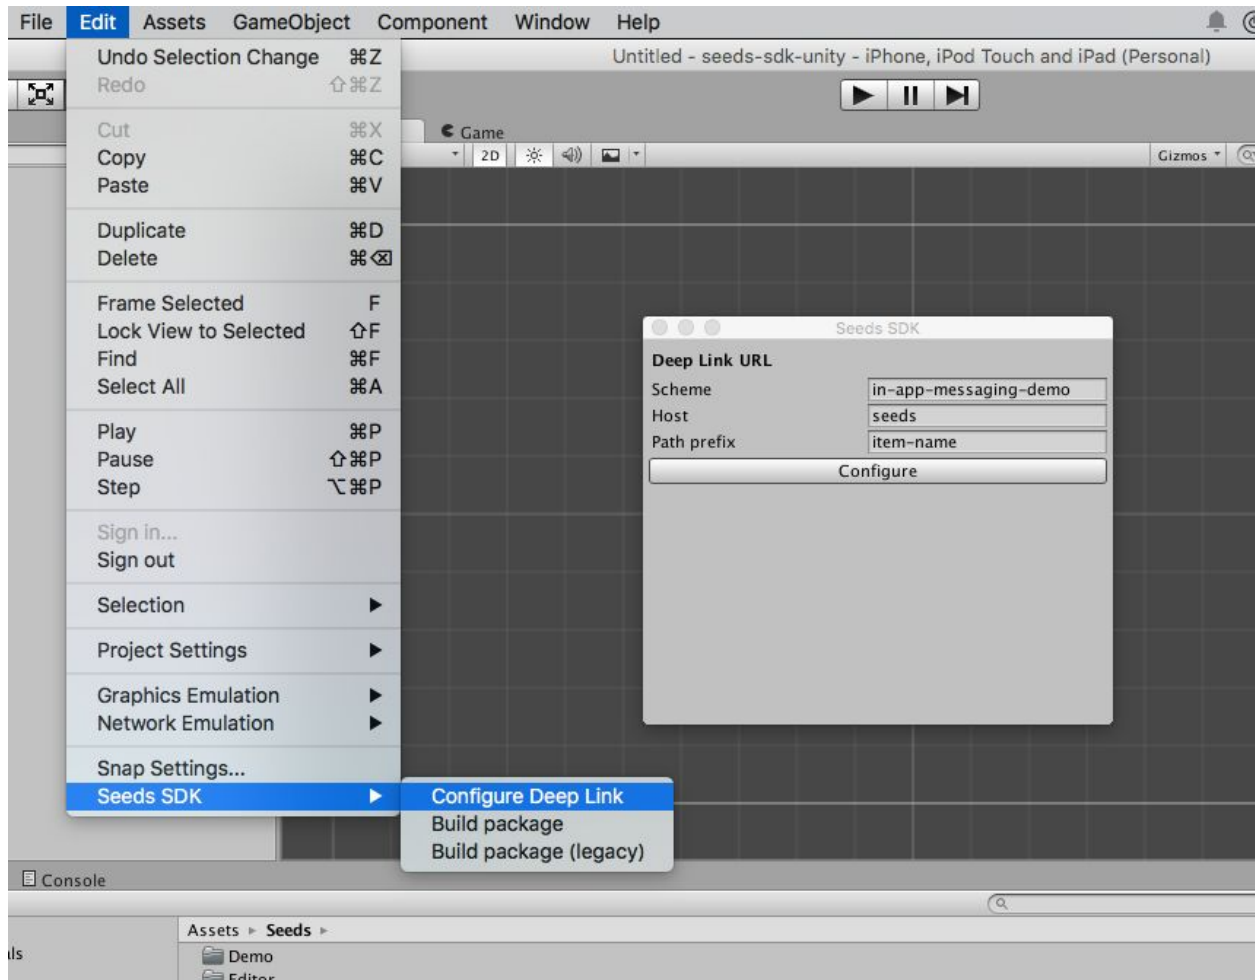 File Edit Assets GameObject Component Window Help
Untitled - seeds-sdk-unity - iPhone, iPod Touch and iPad (Personal)
Undo Selection Change ⌘Z
Redo ⇧⌘Z
Cut ⌘X
Copy ⌘C
Paste ⌘V
Duplicate ⌘D
Delete ⌘⌫
Frame Selected F
Lock View to Selected ⇧F
Find ⌘F
Select All ⌘A
Play ⌘P
Pause ⇧⌘P
Step ⌥⌘P
Sign in...
Sign out
Selection
Project Settings
Graphics Emulation
Network Emulation
Snap Settings...
Seeds SDK
Configure Deep Link
Build package
Build package (legacy)
Game
2D
Gizmos
Seeds SDK
Deep Link URL
Scheme in-app-messaging-demo
Host seeds
Path prefix item-name
Configure
Console
Assets Seeds
Demo
Editor